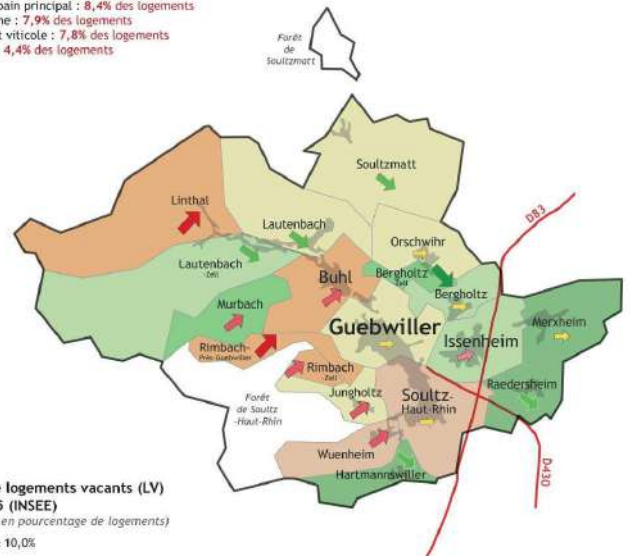 pain principal : 8,4% des logements
ne : 7,9% des logements
t viticole : 7,8% des logements
4,4% des logements
Forêt
de
Soultzmatt
Soultzmatt
Linthal
D83
Lautenbach
Orschwihr
Lautenbach
-Zell
Buhl
Bergholtz
Zell
Bergholtz
Murbach
Guebwiller
Issenheim
Merxheim
Rimbach-
Près-Guebwiller
Rimbach
-Zell
Raedersheim
Jungholtz
Soultz-
Haut-Rhin
Forêt
de Soultz
-Haut-Rhin
Wuenheim
D430
Hartmannswiller
logements vacants (LV)
(INSEE)
en pourcentage de logements)
10,0%